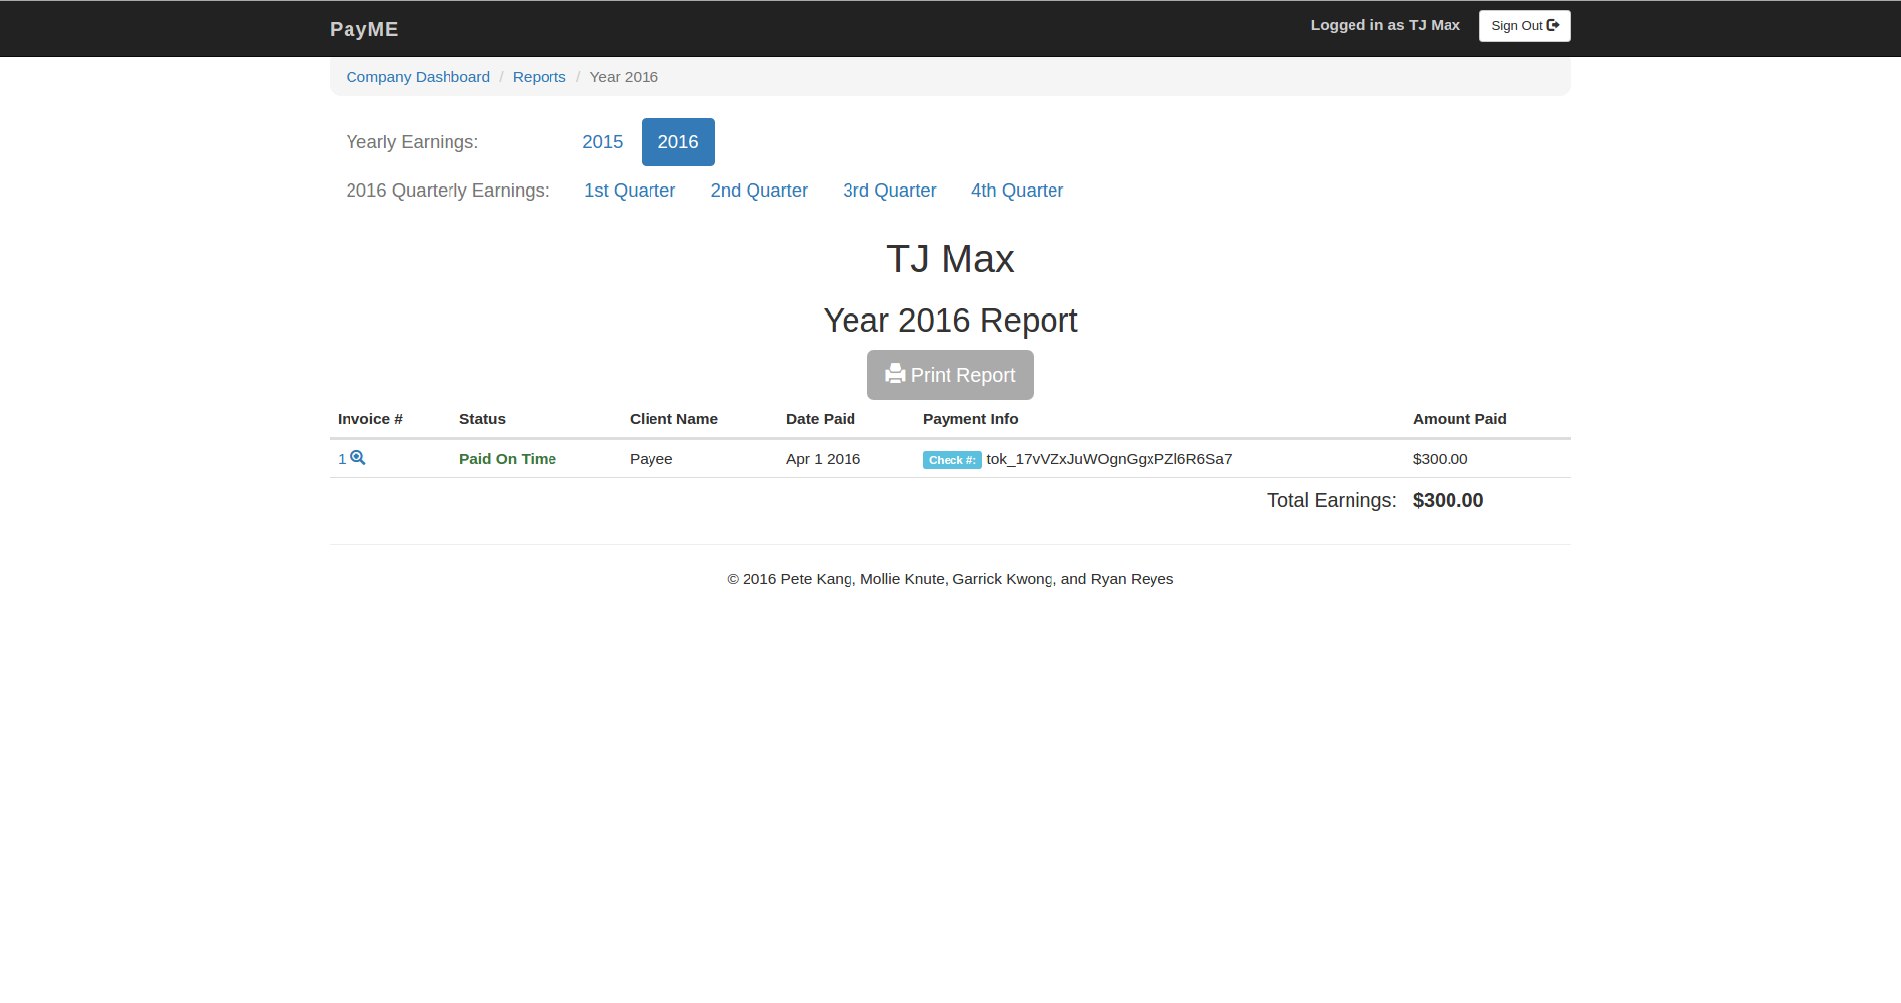 PayME
Logged in as TJ Max
Sign Out
Company Dashboard / Reports / Year 2016
Yearly Earnings: 2015 2016
2016 Quarterly Earnings: 1st Quarter 2nd Quarter 3rd Quarter 4th Quarter
TJ Max
Year 2016 Report
Print Report
Invoice # Status Client Name Date Paid Payment Info Amount Paid
1 Paid On Time Payee Apr 1 2016 Check #: tok_17vVZxJuWOgnGgxPZl6R6Sa7 $300.00
Total Earnings: $300.00
© 2016 Pete Kang, Mollie Knute, Garrick Kwong, and Ryan Reyes